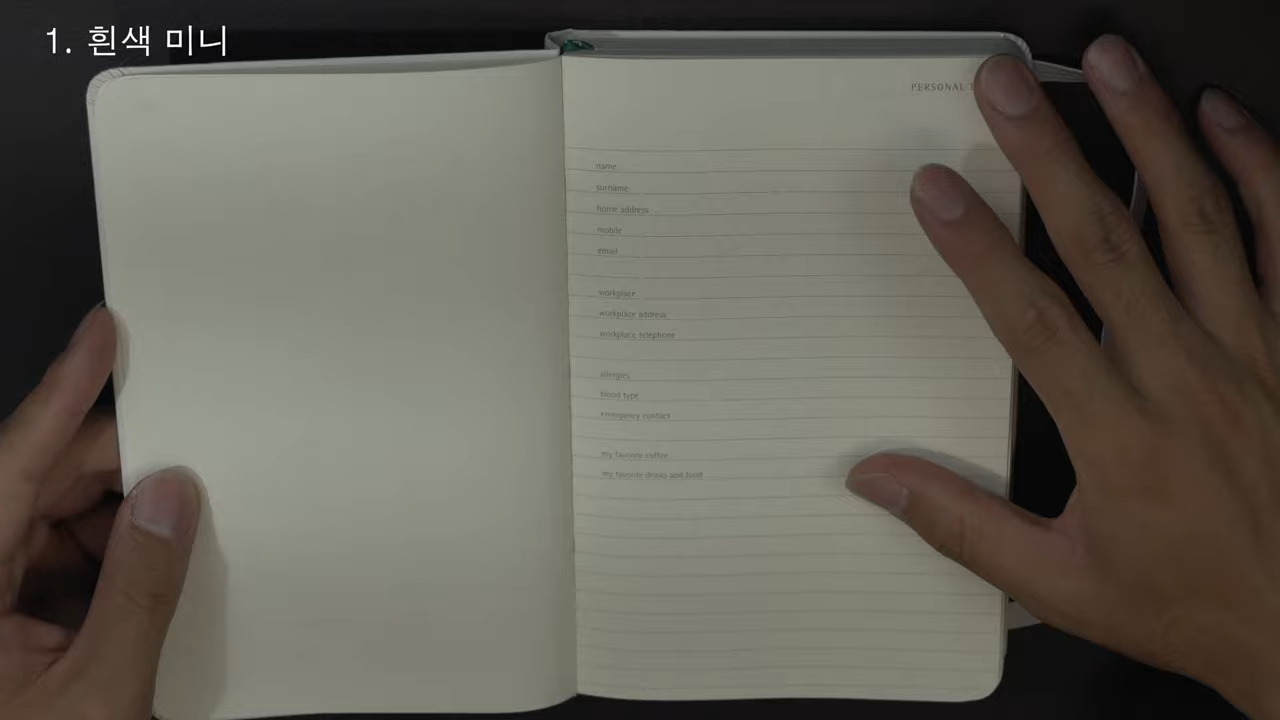 1. 흰색 미니
PERSONAL
name
surname
home address
mobile
email
workplace
workplace address
workplace telephone
allergies
blood type
emergency contact
my favorite coffee
my favorite drinks and food